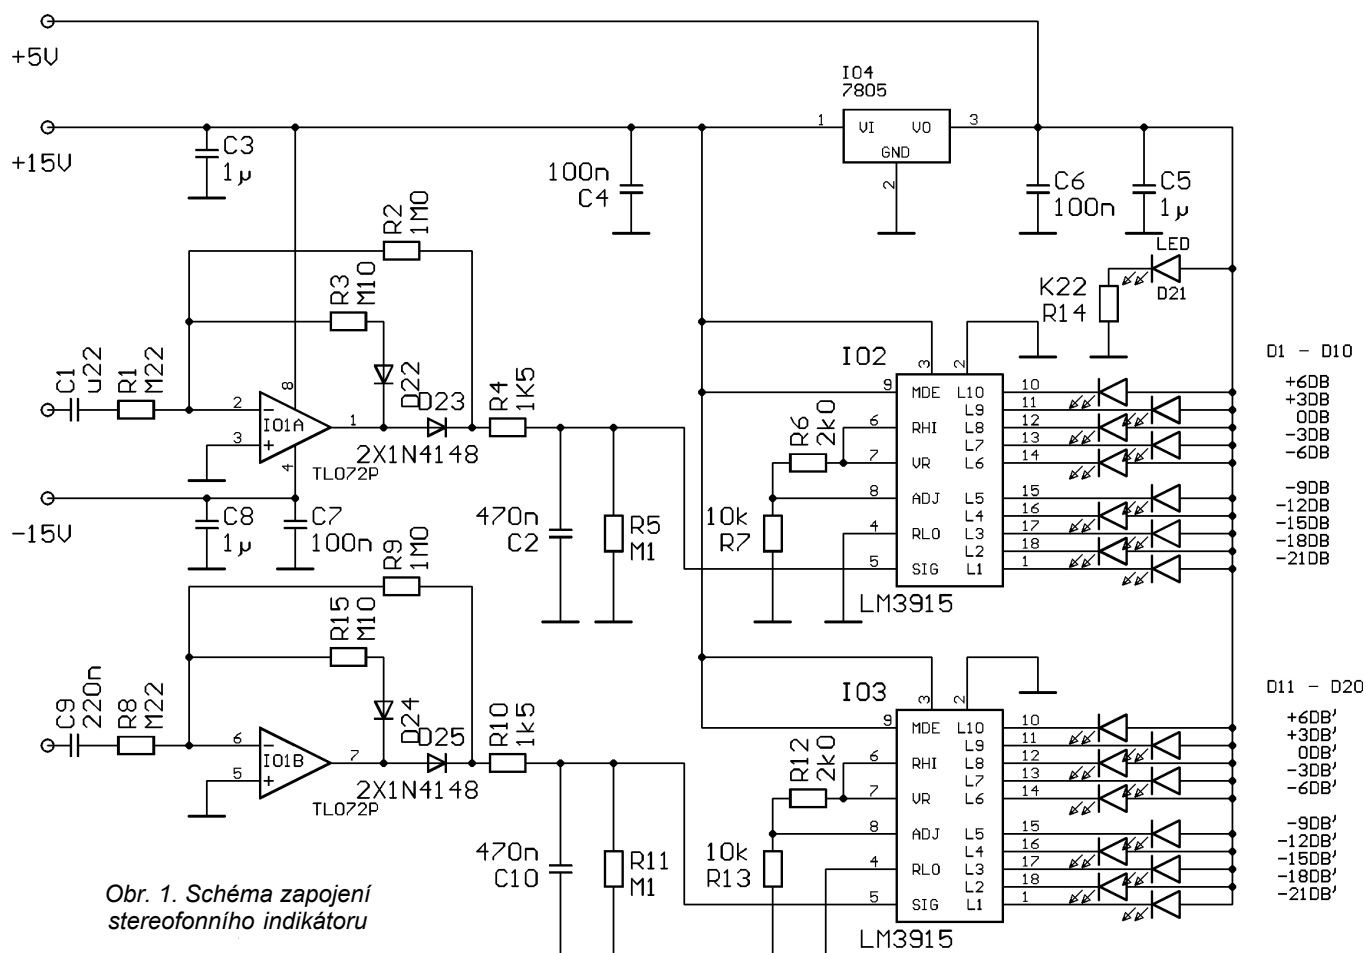 +5V
IO4
7805
1
VI
VO
3
GND
2
+15V
C3
1µ
100n
C4
C6
100n
C5
1µ
R2
1M0
R3
M10
LED
D21
K22
R14
C1
u22
R1
M22
2
3
8
4
1
IO1A
TL072P
D22
D23
2X1N4148
R4
1K5
-15V
C8
1µ
C7
100n
470n
C2
R5
M1
R6
2k0
10k
R7
IO2
3
2
9
MDE
L10
10
L9
11
6
RHI
L8
12
L7
13
7
VR
L6
14
8
ADJ
L5
15
L4
16
4
RLO
L3
17
L2
18
5
SIG
L1
1
LM3915
D1 - D10
+6DB
+3DB
0DB
-3DB
-6DB
-9DB
-12DB
-15DB
-18DB
-21DB
R9
1M0
R15
M10
C9
220n
R8
M22
6
5
7
IO1B
TL072P
D24
D25
2X1N4148
R10
1k5
470n
C10
R11
M1
R12
2k0
10k
R13
IO3
3
2
9
MDE
L10
10
L9
11
6
RHI
L8
12
L7
13
7
VR
L6
14
8
ADJ
L5
15
L4
16
4
RLO
L3
17
L2
18
5
SIG
L1
1
LM3915
D11 - D20
+6DB'
+3DB'
0DB'
-3DB'
-6DB'
-9DB'
-12DB'
-15DB'
-18DB'
-21DB'
Obr. 1. Schéma zapojení
stereofonního indikátoru